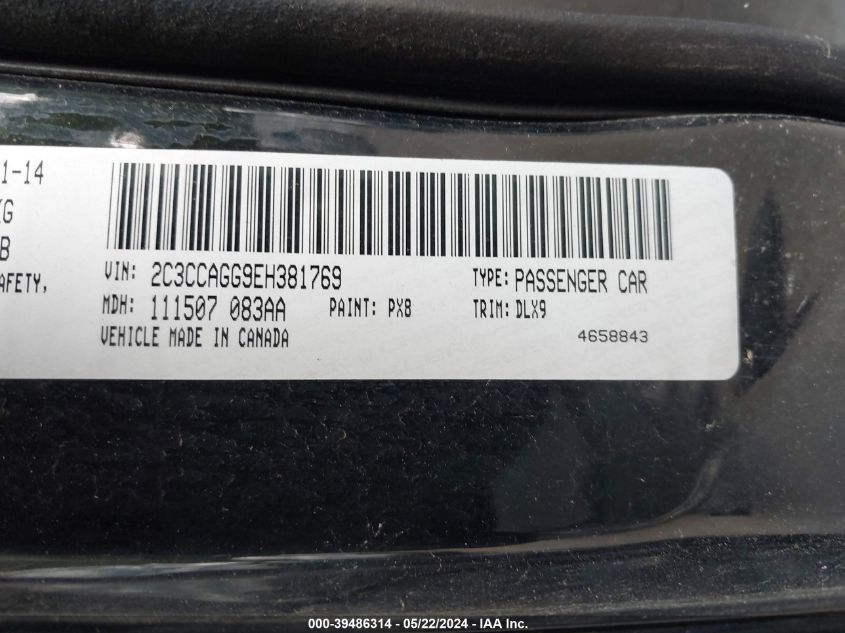 1-14
KG
B
AFETY,
VIN: 2C3CCAGG9EH381769 TYPE: PASSENGER CAR
MDH: 111507 083AA PAINT: PX8 TRIM: DLX9
VEHICLE MADE IN CANADA 4658843
000-39486314 - 05/22/2024 - IAA Inc.